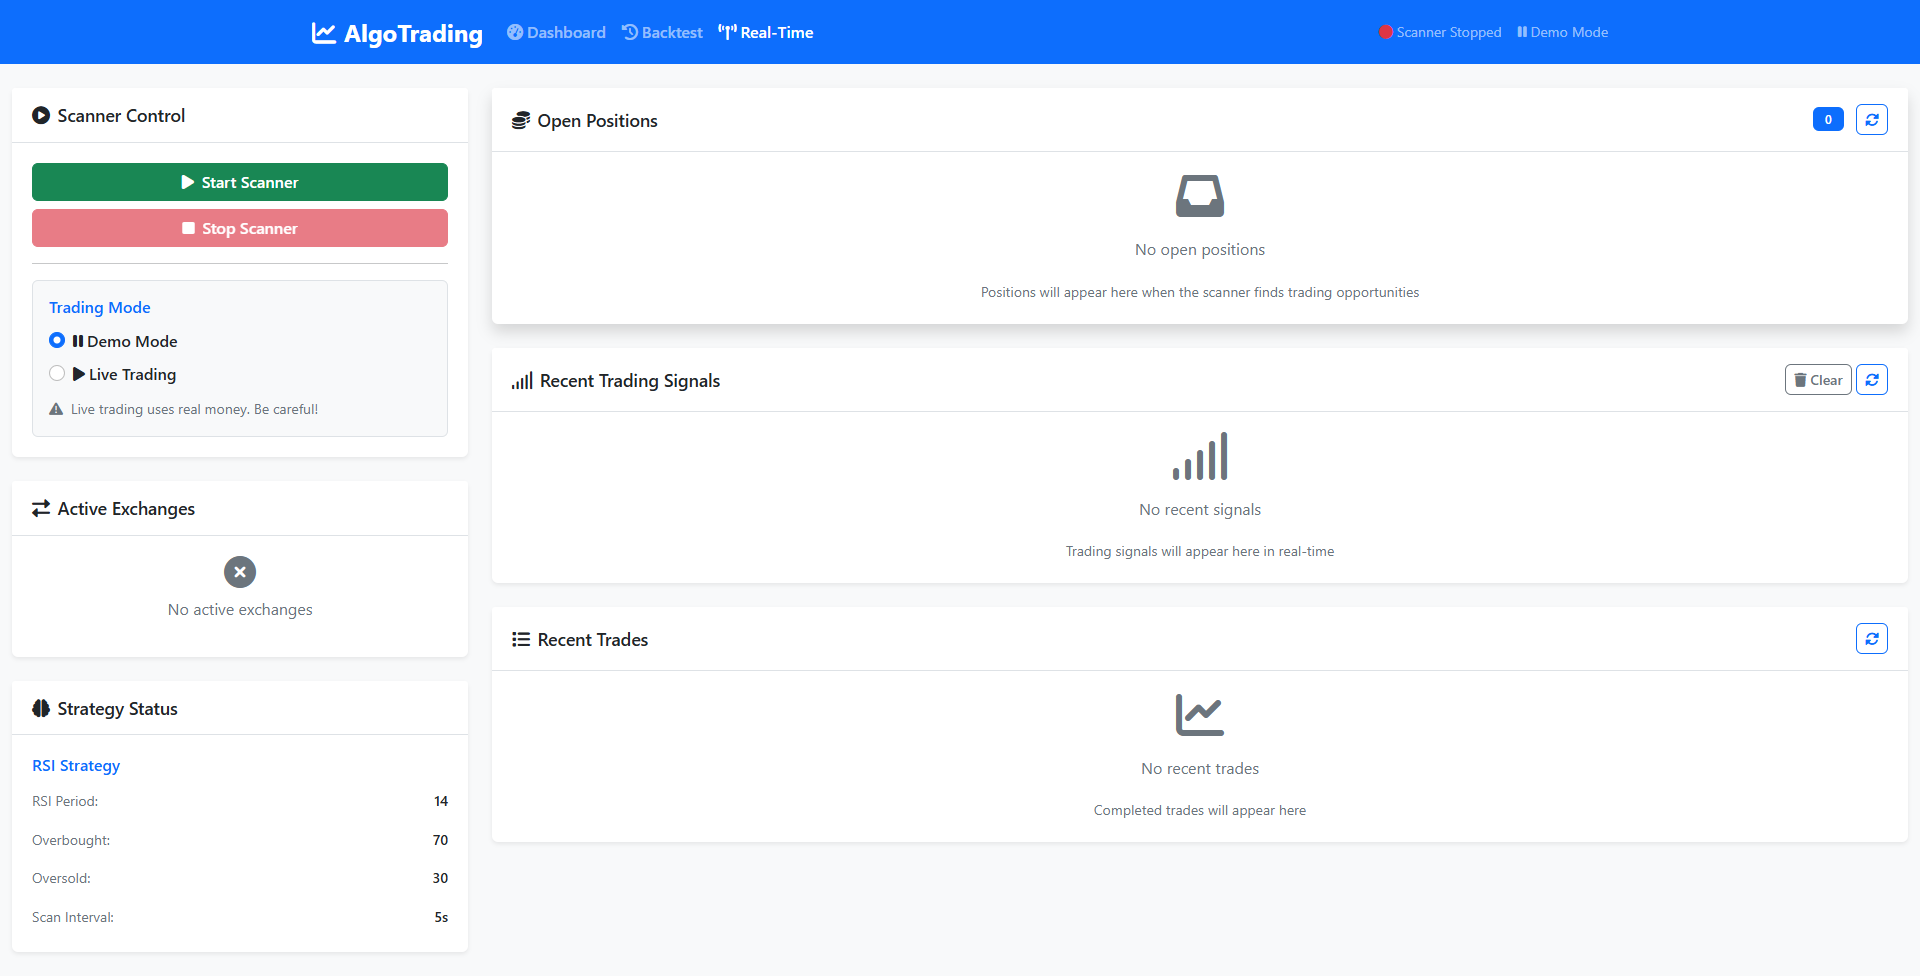 AlgoTrading Dashboard Backtest Real-Time Scanner Stopped Demo Mode
Scanner Control
Start Scanner
Stop Scanner
Trading Mode
Demo Mode
Live Trading
Live trading uses real money. Be careful!
Active Exchanges
No active exchanges
Strategy Status
RSI Strategy
RSI Period: 14
Overbought: 70
Oversold: 30
Scan Interval: 5s
Open Positions 0
No open positions
Positions will appear here when the scanner finds trading opportunities
Recent Trading Signals Clear
No recent signals
Trading signals will appear here in real-time
Recent Trades
No recent trades
Completed trades will appear here